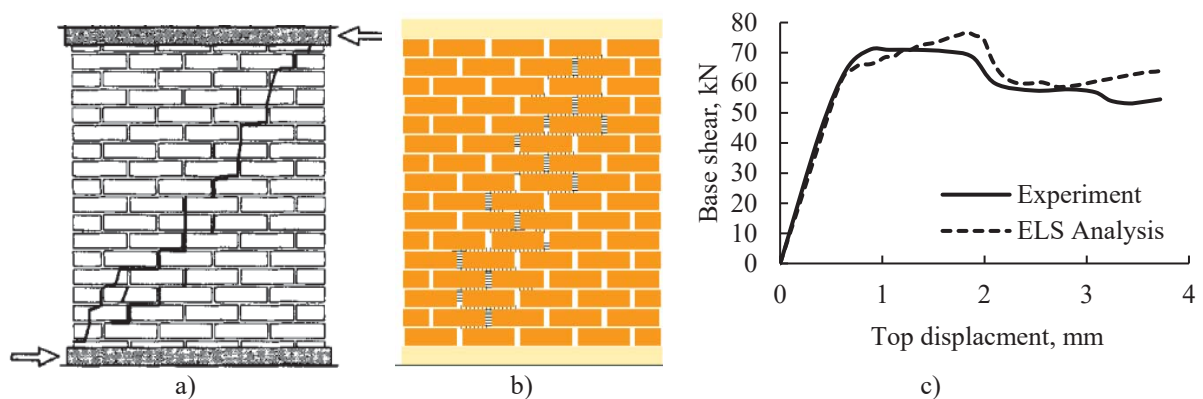 80
70
60
50
40
30
20
10
0
Base shear, kN
Experiment
ELS Analysis
0 1 2 3 4
Top displacment, mm
a) b) c)